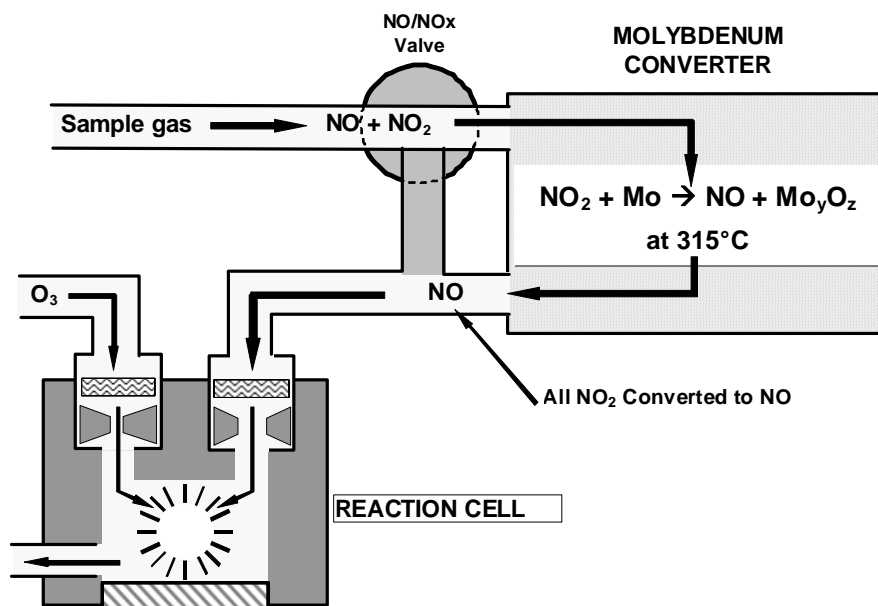 NO/NOx
Valve
MOLYBDENUM
CONVERTER
Sample gas
NO + NO₂
NO₂ + Mo → NO + MoyOz
at 315°C
O₃
NO
All NO₂ Converted to NO
REACTION CELL